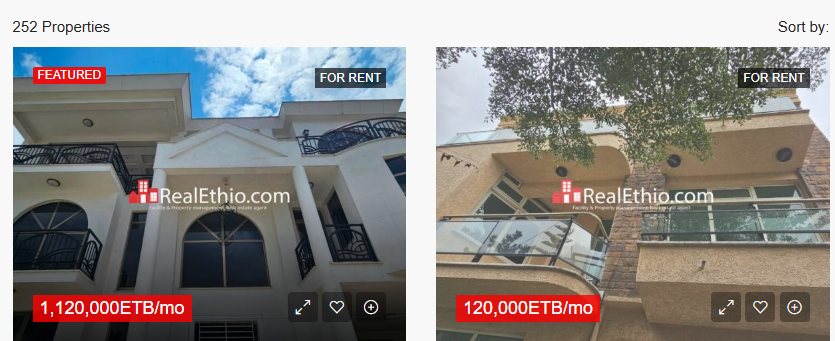 252 Properties
Sort by:
FEATURED
FOR RENT
RealEthio.com
Facility & Property management, Real estate agent
1,120,000ETB/mo
FOR RENT
RealEthio.com
Facility & Property management, Real estate agent
120,000ETB/mo